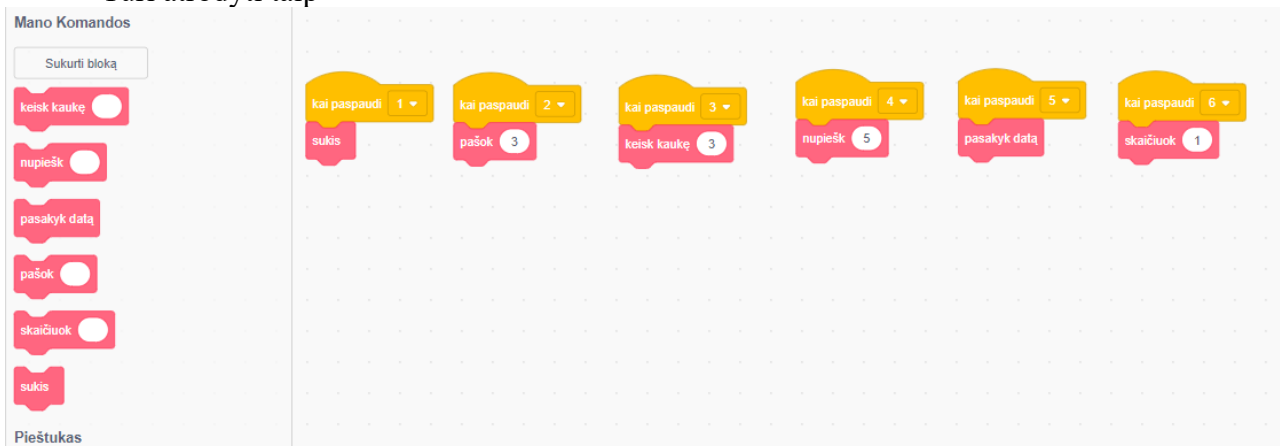 Mano Komandos
Sukurti bloką
keisk kaukę
nupiešk
pasakyk datą
pašok
skaičiuok
sukis
Pieštukas
kai paspaudi 1
sukis
kai paspaudi 2
pašok 3
kai paspaudi 3
keisk kaukę 3
kai paspaudi 4
nupiešk 5
kai paspaudi 5
pasakyk datą
kai paspaudi 6
skaičiuok 1